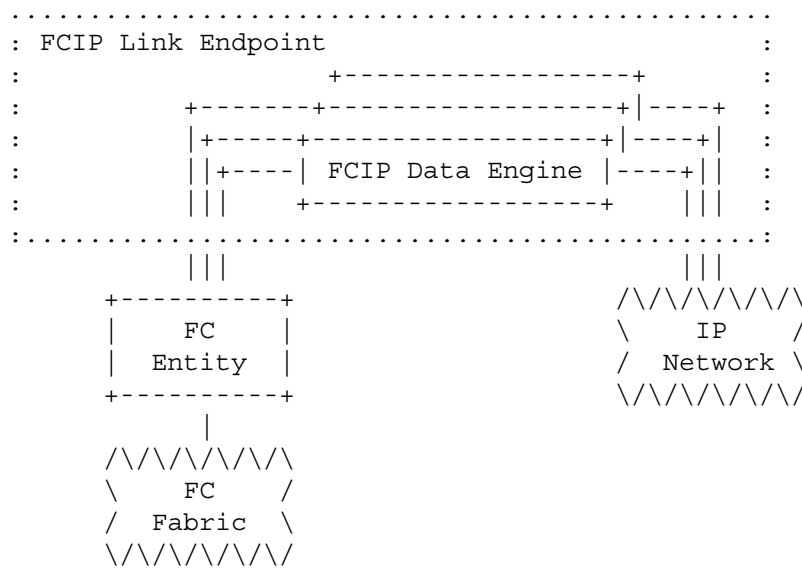 FCIP Link Endpoint
FCIP Data Engine
FC IP
Entity Network
FC
Fabric